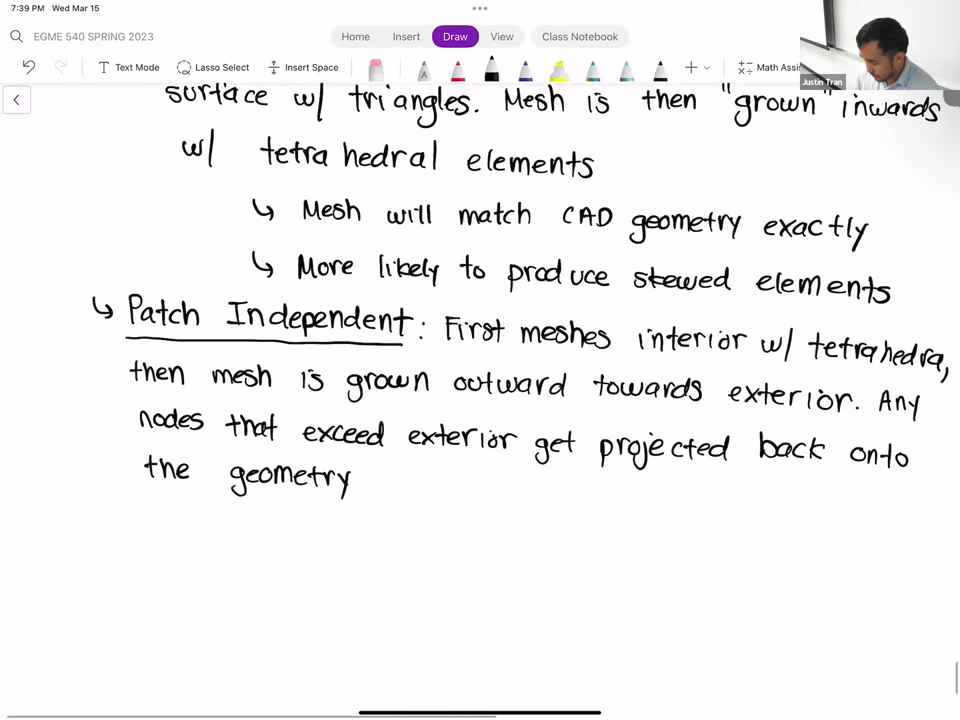 7:39 PM Wed Mar 15
EGME 540 SPRING 2023
Home Insert Draw View Class Notebook
Text Mode Lasso Select Insert Space Math Assis
Justin Tran
surface w/ triangles. Mesh is then "grown" inwards
w/ tetrahedral elements
↳ Mesh will match CAD geometry exactly
↳ More likely to produce skewed elements
↳ Patch Independent: First meshes interior w/ tetrahedra,
then mesh is grown outward towards exterior. Any
nodes that exceed exterior get projected back onto
the geometry